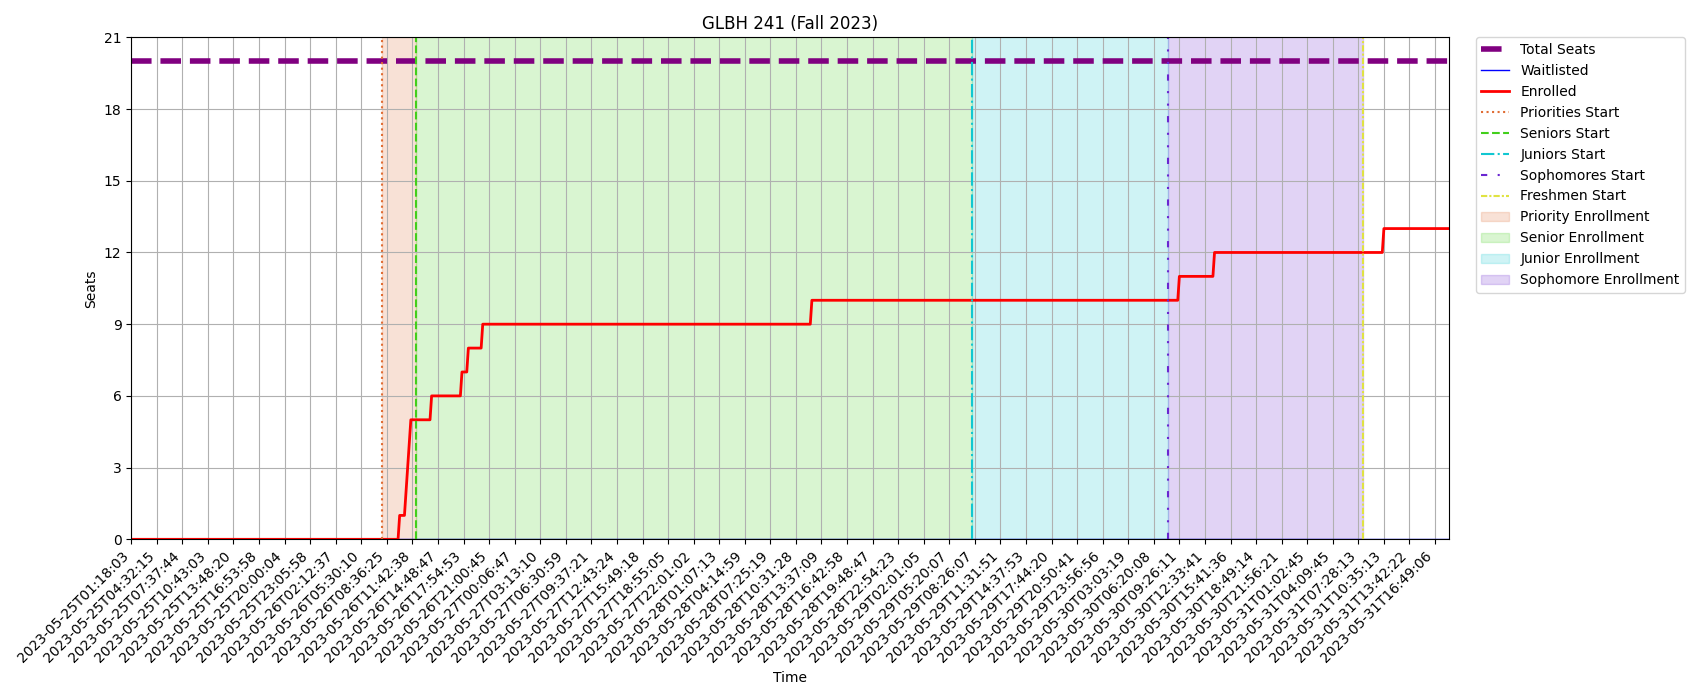 GLBH 241 (Fall 2023)
Total Seats
Waitlisted
Enrolled
Priorities Start
Seniors Start
Juniors Start
Sophomores Start
Freshmen Start
Priority Enrollment
Senior Enrollment
Junior Enrollment
Sophomore Enrollment
Seats
21
18
15
12
9
6
3
0
2023-05-25T01:18:03
2023-05-25T04:32:15
2023-05-25T07:37:44
2023-05-25T10:43:03
2023-05-25T13:48:20
2023-05-25T16:53:58
2023-05-25T20:00:04
2023-05-25T23:05:58
2023-05-26T02:12:37
2023-05-26T05:30:10
2023-05-26T08:36:25
2023-05-26T11:42:38
2023-05-26T14:48:47
2023-05-26T17:54:53
2023-05-26T21:00:45
2023-05-27T00:06:47
2023-05-27T03:13:10
2023-05-27T06:30:59
2023-05-27T09:37:21
2023-05-27T12:43:24
2023-05-27T15:49:18
2023-05-27T18:55:05
2023-05-27T22:01:02
2023-05-28T01:07:13
2023-05-28T04:14:59
2023-05-28T07:25:19
2023-05-28T10:31:28
2023-05-28T13:37:09
2023-05-28T16:42:58
2023-05-28T19:48:47
2023-05-28T22:54:23
2023-05-29T02:01:05
2023-05-29T05:20:07
2023-05-29T08:26:07
2023-05-29T11:31:51
2023-05-29T14:37:53
2023-05-29T17:44:20
2023-05-29T20:50:41
2023-05-29T23:56:56
2023-05-30T03:03:19
2023-05-30T06:20:08
2023-05-30T09:26:11
2023-05-30T12:33:41
2023-05-30T15:41:36
2023-05-30T18:49:14
2023-05-30T21:56:21
2023-05-31T01:02:45
2023-05-31T04:09:45
2023-05-31T07:28:13
2023-05-31T10:35:13
2023-05-31T13:42:22
2023-05-31T16:49:06
Time